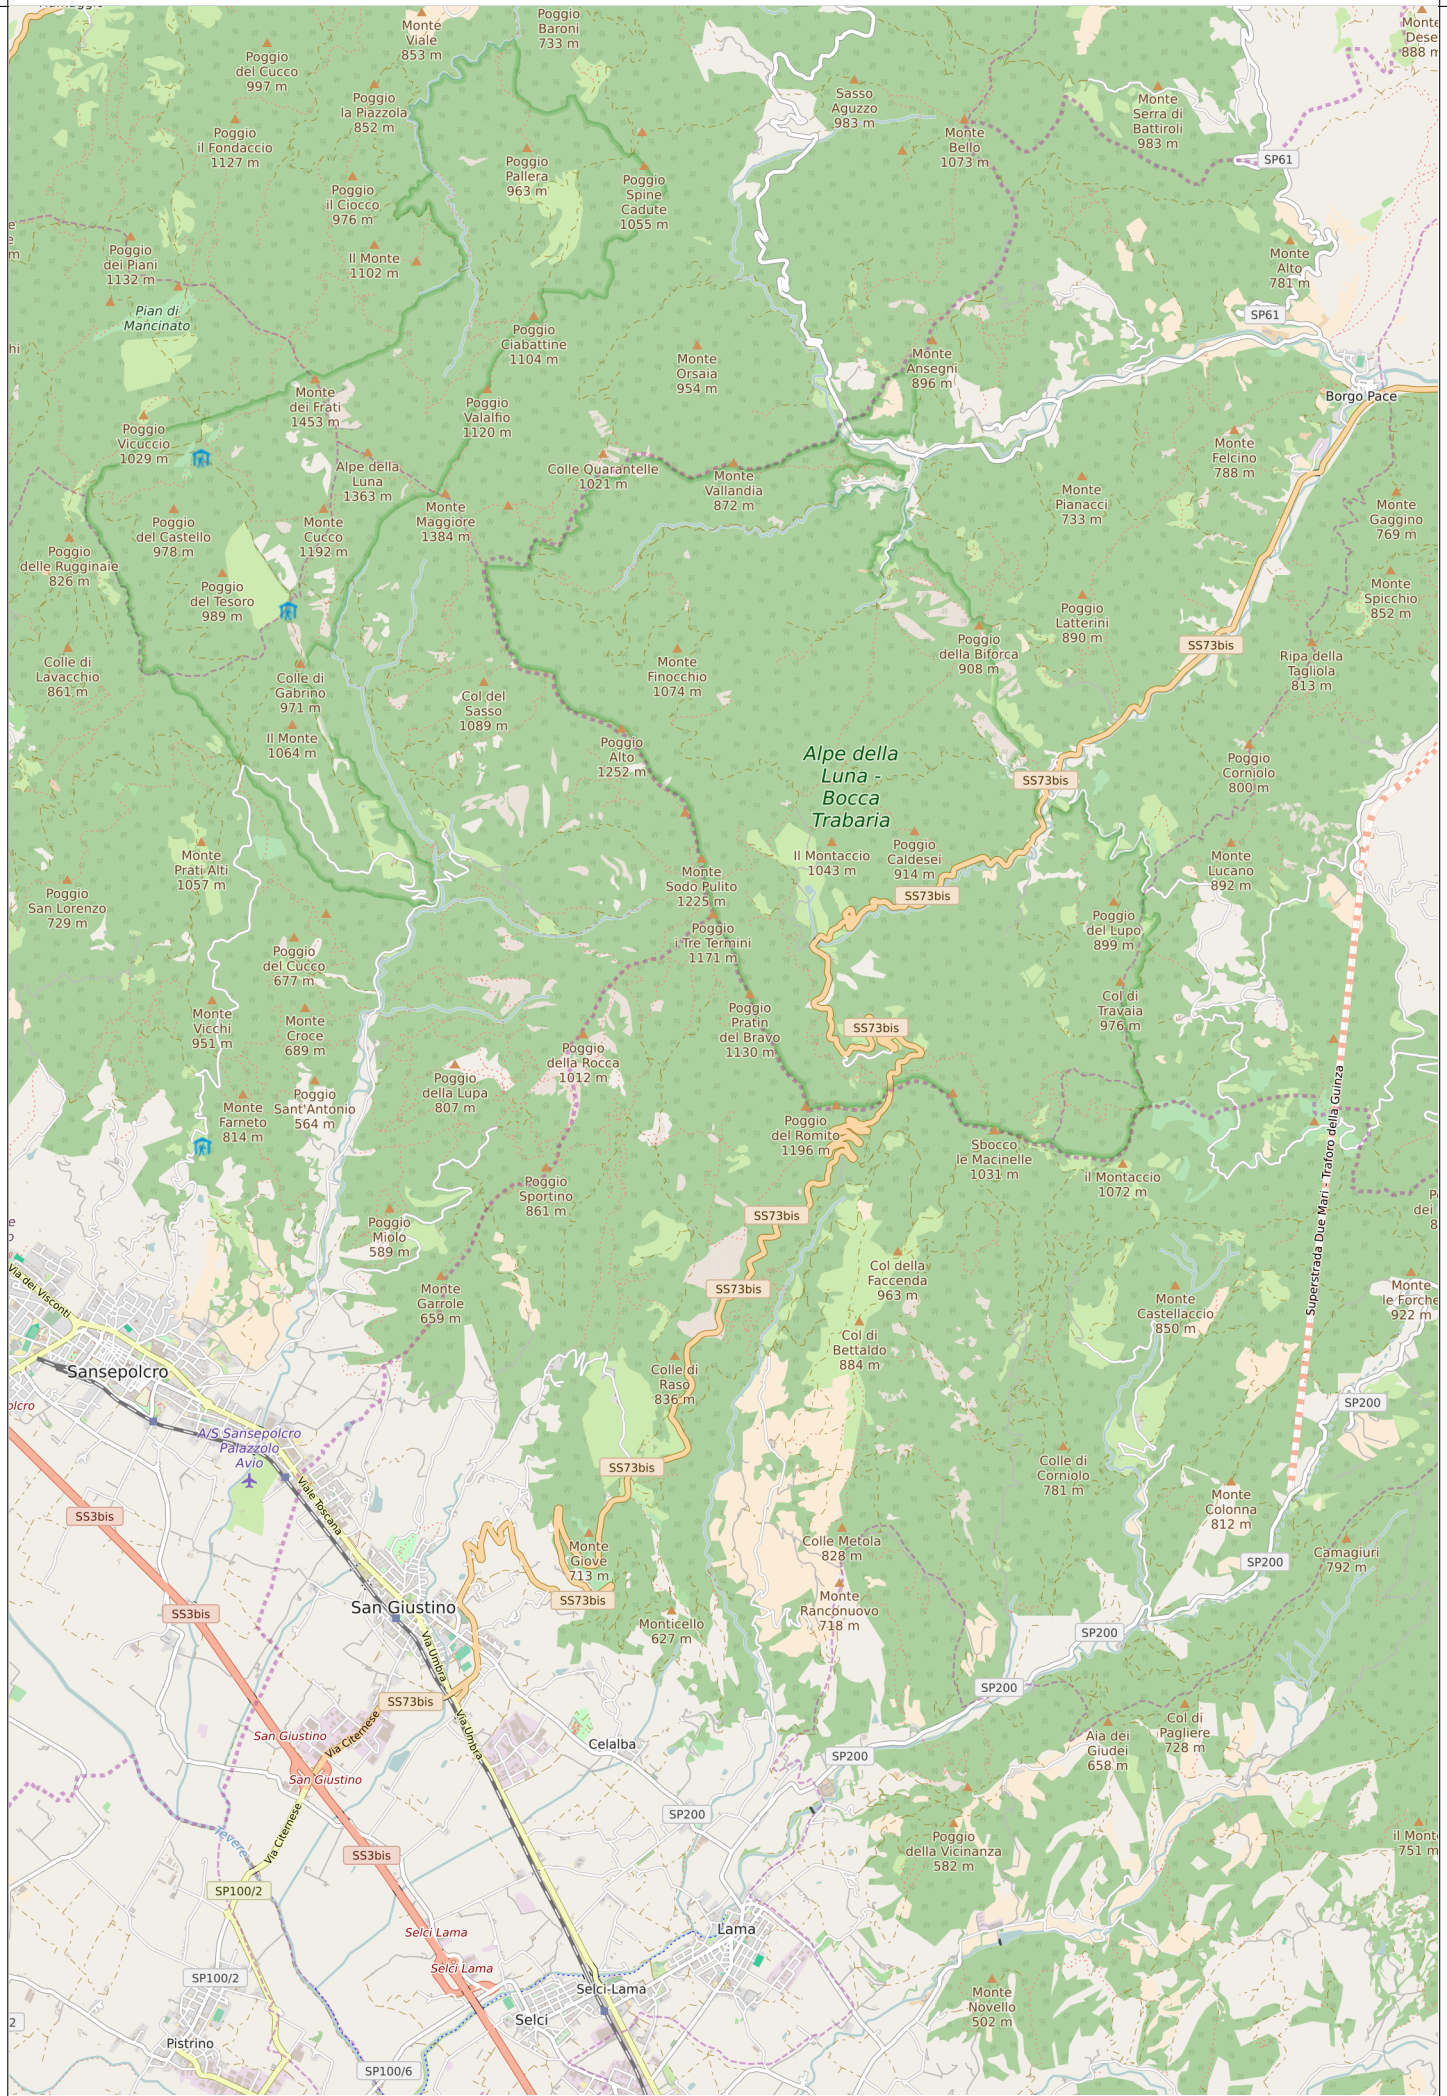 Monte
Viale
853 m
Poggio
Baroni
733 m
Poggio
del Cucco
997 m
Monte
Dese
888 m
Poggio
la Piazzola
852 m
Sasso
Aguzzo
983 m
Monte
Serra di
Battiroli
983 m
Poggio
il Fondaccio
1127 m
Monte
Bello
1073 m
Poggio
Pallera
963 m
SP61
Poggio
il Ciocco
976 m
Poggio
Spine
Cadute
1055 m
Poggio
dei Piani
1132 m
Il Monte
1102 m
Monte
Alto
781 m
Pian di
Mancinato
SP61
Poggio
Ciabattine
1104 m
Monte
Orsaia
954 m
Monte
Ansegni
896 m
hi
Monte
dei Frati
1453 m
Borgo Pace
Poggio
Valalfio
1120 m
Poggio
Vicuccio
1029 m
Monte
Felcino
788 m
Alpe della
Luna
1363 m
Colle Quarantelle
1021 m
Monte
Vallandia
872 m
Monte
Pianacci
733 m
Monte
Gaggino
769 m
Poggio
del Castello
978 m
Monte
Cucco
1192 m
Monte
Maggiore
1384 m
Poggio
delle Rugginaie
826 m
Poggio
del Tesoro
989 m
Monte
Spicchio
852 m
Poggio
Latterini
890 m
Poggio
della Biforca
908 m
SS73bis
Colle di
Lavacchio
861 m
Colle di
Gabrino
971 m
Monte
Finocchio
1074 m
Ripa della
Tagliola
813 m
Col del
Sasso
1089 m
Il Monte
1064 m
Poggio
Alto
1252 m
Alpe della
Luna -
Bocca
Trabaria
Poggio
Corniolo
800 m
SS73bis
Monte
Prati Alti
1057 m
Il Montaccio
1043 m
Poggio
Caldesei
914 m
Monte
Lucano
892 m
Poggio
San Lorenzo
729 m
Monte
Sodo Pulito
1225 m
SS73bis
Poggio
del Lupo
899 m
Poggio
i Tre Termini
1171 m
Poggio
del Cucco
677 m
Monte
Vicchi
951 m
Monte
Croce
689 m
Poggio
Pratin
del Bravo
1130 m
Col di
Travaia
976 m
SS73bis
Poggio
della Rocca
1012 m
Poggio
della Lupa
807 m
Poggio
Sant'Antonio
564 m
Monte
Farneto
814 m
Poggio
del Romito
1196 m
Sbocco
le Macinelle
1031 m
il Montaccio
1072 m
Superstrada Due Mari - Traforo della Guinza
Poggio
Sportino
861 m
Poggio
Miolo
589 m
SS73bis
Col della
Faccenda
963 m
Monte
Garrole
659 m
SS73bis
Monte
Castellaccio
850 m
Monte
le Forche
922 m
Via dei Visconti
Col di
Bettaldo
884 m
Sansepolcro
Colle di
Raso
836 m
olcro
SP200
A/S Sansepolcro
Palazzolo
Avio
SS73bis
Colle di
Corniolo
781 m
Viale Toscana
Monte
Colonna
812 m
SS3bis
Monte
Giove
713 m
Colle Metola
828 m
Camagiuri
792 m
SP200
San Giustino
SS73bis
Monte
Ranconuovo
718 m
SS3bis
Monticello
627 m
SP200
Via Umbra
SP200
SS73bis
Via Umbra
Via Citernese
San Giustino
San Giustino
Celalba
SP200
Aia dei
Giudei
658 m
Col di
Pagliere
728 m
SP200
Via Citernese
Tevere
SS3bis
Poggio
della Vicinanza
582 m
il Mont
751 m
SP100/2
Selci Lama
Lama
Selci Lama
SP100/2
Selci-Lama
Selci
Monte
Novello
502 m
Pistrino
SP100/6